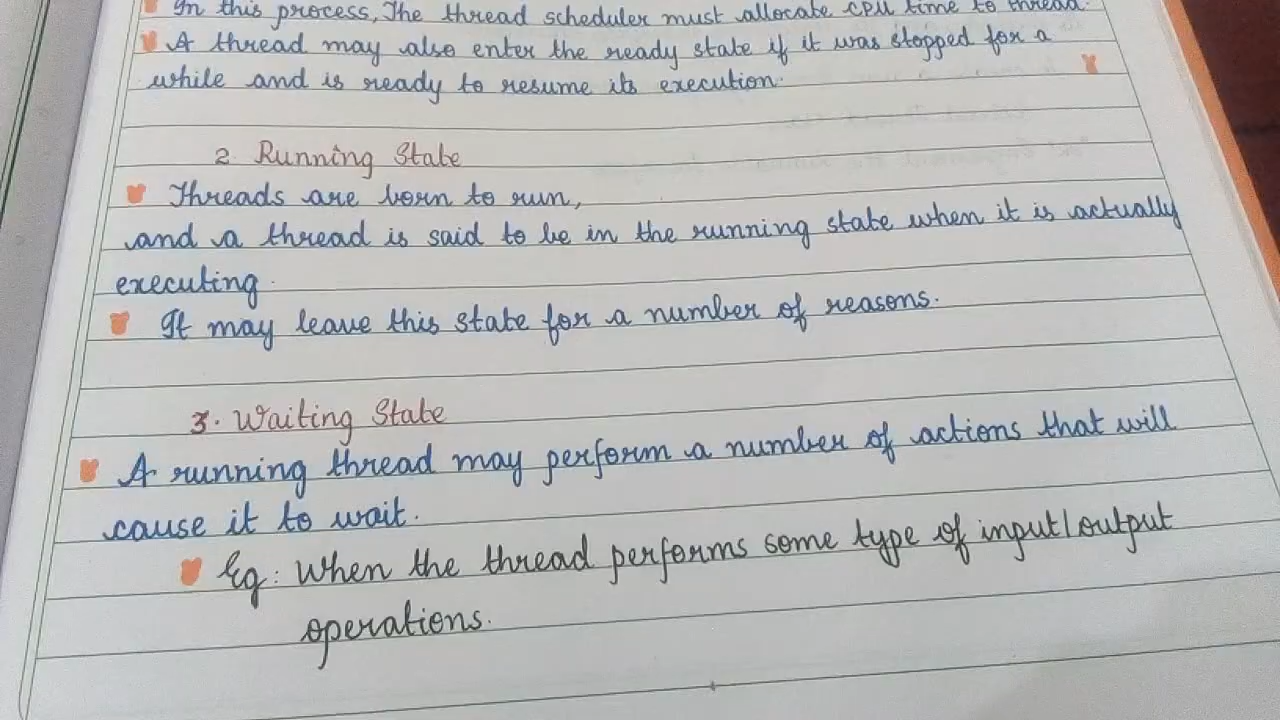 In this process, The thread scheduler must allocate CPU time to thread.
A thread may also enter the ready state if it was stopped for a
while and is ready to resume its execution.
2. Running State
Threads are born to run,
and a thread is said to be in the running state when it is actually
executing.
It may leave this state for a number of reasons.
3. Waiting State
A running thread may perform a number of actions that will
cause it to wait.
Eg: When the thread performs some type of input/output
operations.